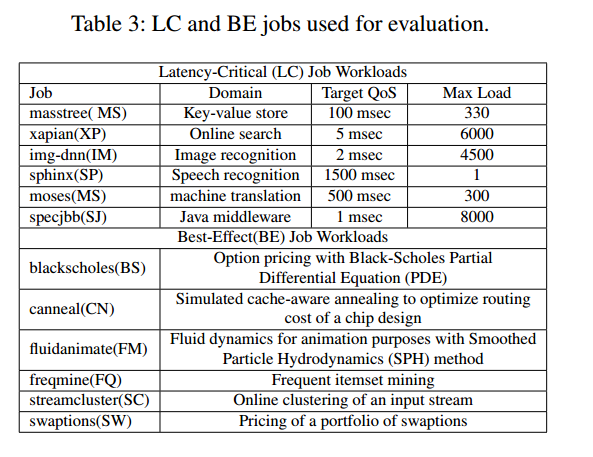 Table 3: LC and BE jobs used for evaluation.
Latency-Critical (LC) Job Workloads
Job Domain Target QoS Max Load
masstree( MS) Key-value store 100 msec 330
xapian(XP) Online search 5 msec 6000
img-dnn(IM) Image recognition 2 msec 4500
sphinx(SP) Speech recognition 1500 msec 1
moses(MS) machine translation 500 msec 300
specjbb(SJ) Java middleware 1 msec 8000
Best-Effect(BE) Job Workloads
blackscholes(BS) Option pricing with Black-Scholes Partial
Differential Equation (PDE)
canneal(CN) Simulated cache-aware annealing to optimize routing
cost of a chip design
fluidanimate(FM) Fluid dynamics for animation purposes with Smoothed
Particle Hydrodynamics (SPH) method
freqmine(FQ) Frequent itemset mining
streamcluster(SC) Online clustering of an input stream
swaptions(SW) Pricing of a portfolio of swaptions